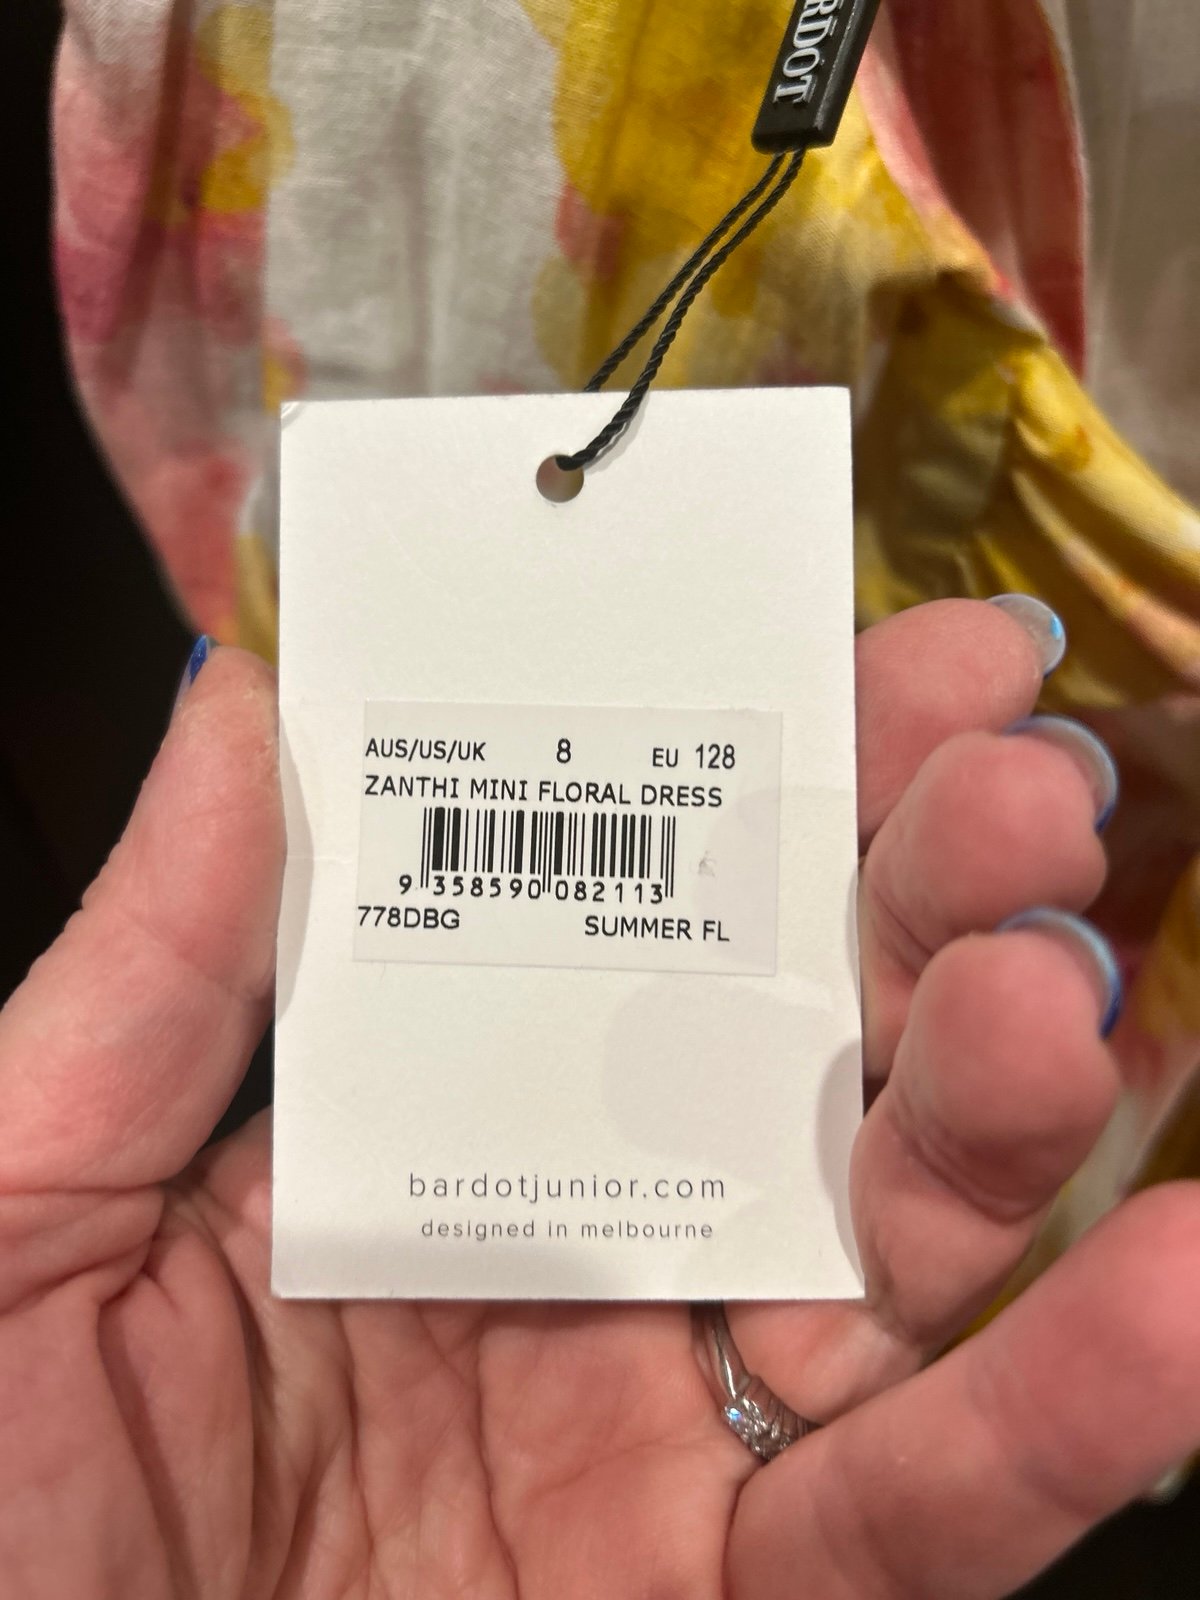 AUS/US/UK 8 EU 128
ZANTHI MINI FLORAL DRESS
9 358590 082113
778DBG SUMMER FL
bardotjunior.com
designed in melbourne